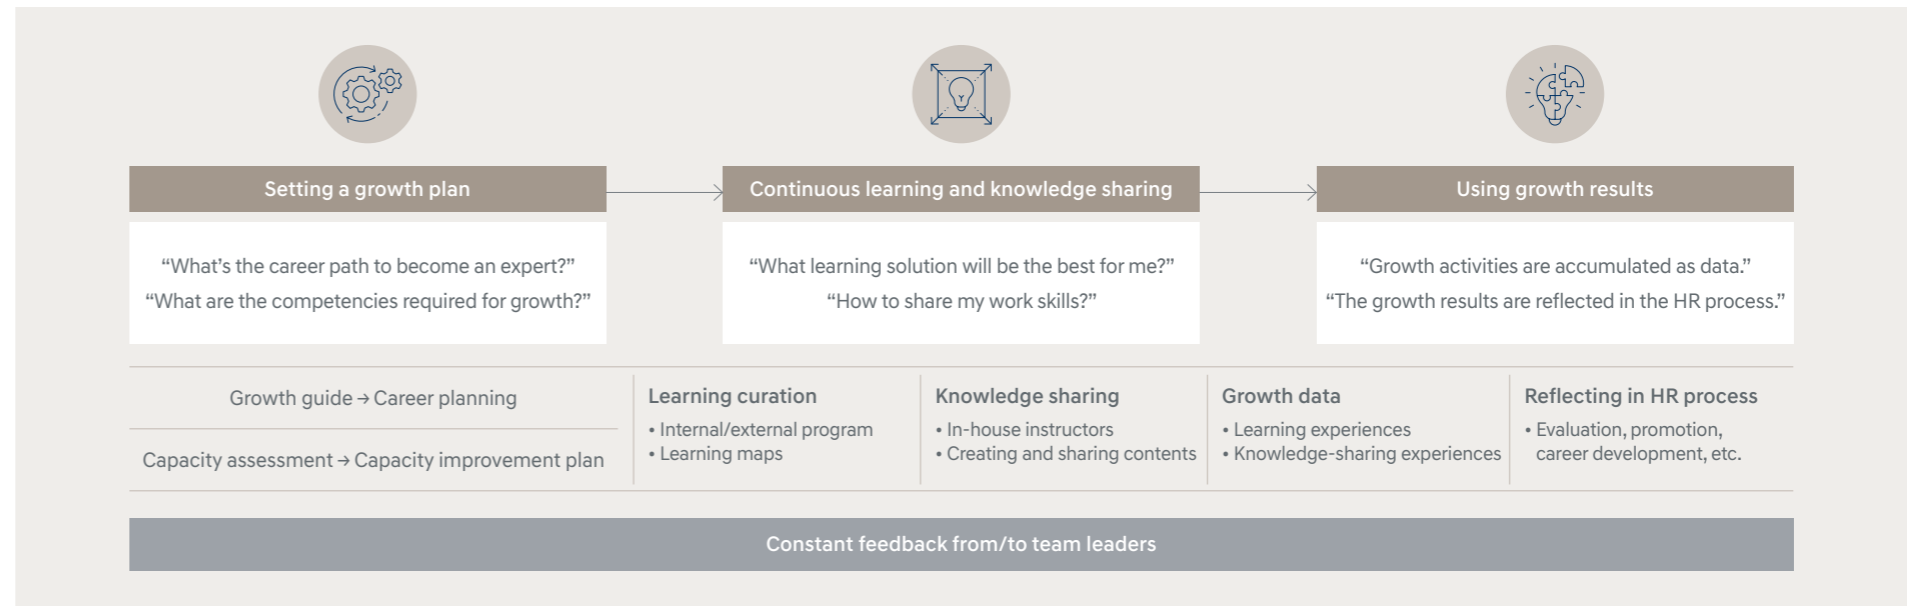 Setting a growth plan
Continuous learning and knowledge sharing
Using growth results
“What’s the career path to become an expert?”
“What are the competencies required for growth?”
“What learning solution will be the best for me?”
“How to share my work skills?”
“Growth activities are accumulated as data.”
“The growth results are reflected in the HR process.”
Growth guide → Career planning
Capacity assessment → Capacity improvement plan
Learning curation
• Internal/external program
• Learning maps
Knowledge sharing
• In-house instructors
• Creating and sharing contents
Growth data
• Learning experiences
• Knowledge-sharing experiences
Reflecting in HR process
• Evaluation, promotion,
career development, etc.
Constant feedback from/to team leaders